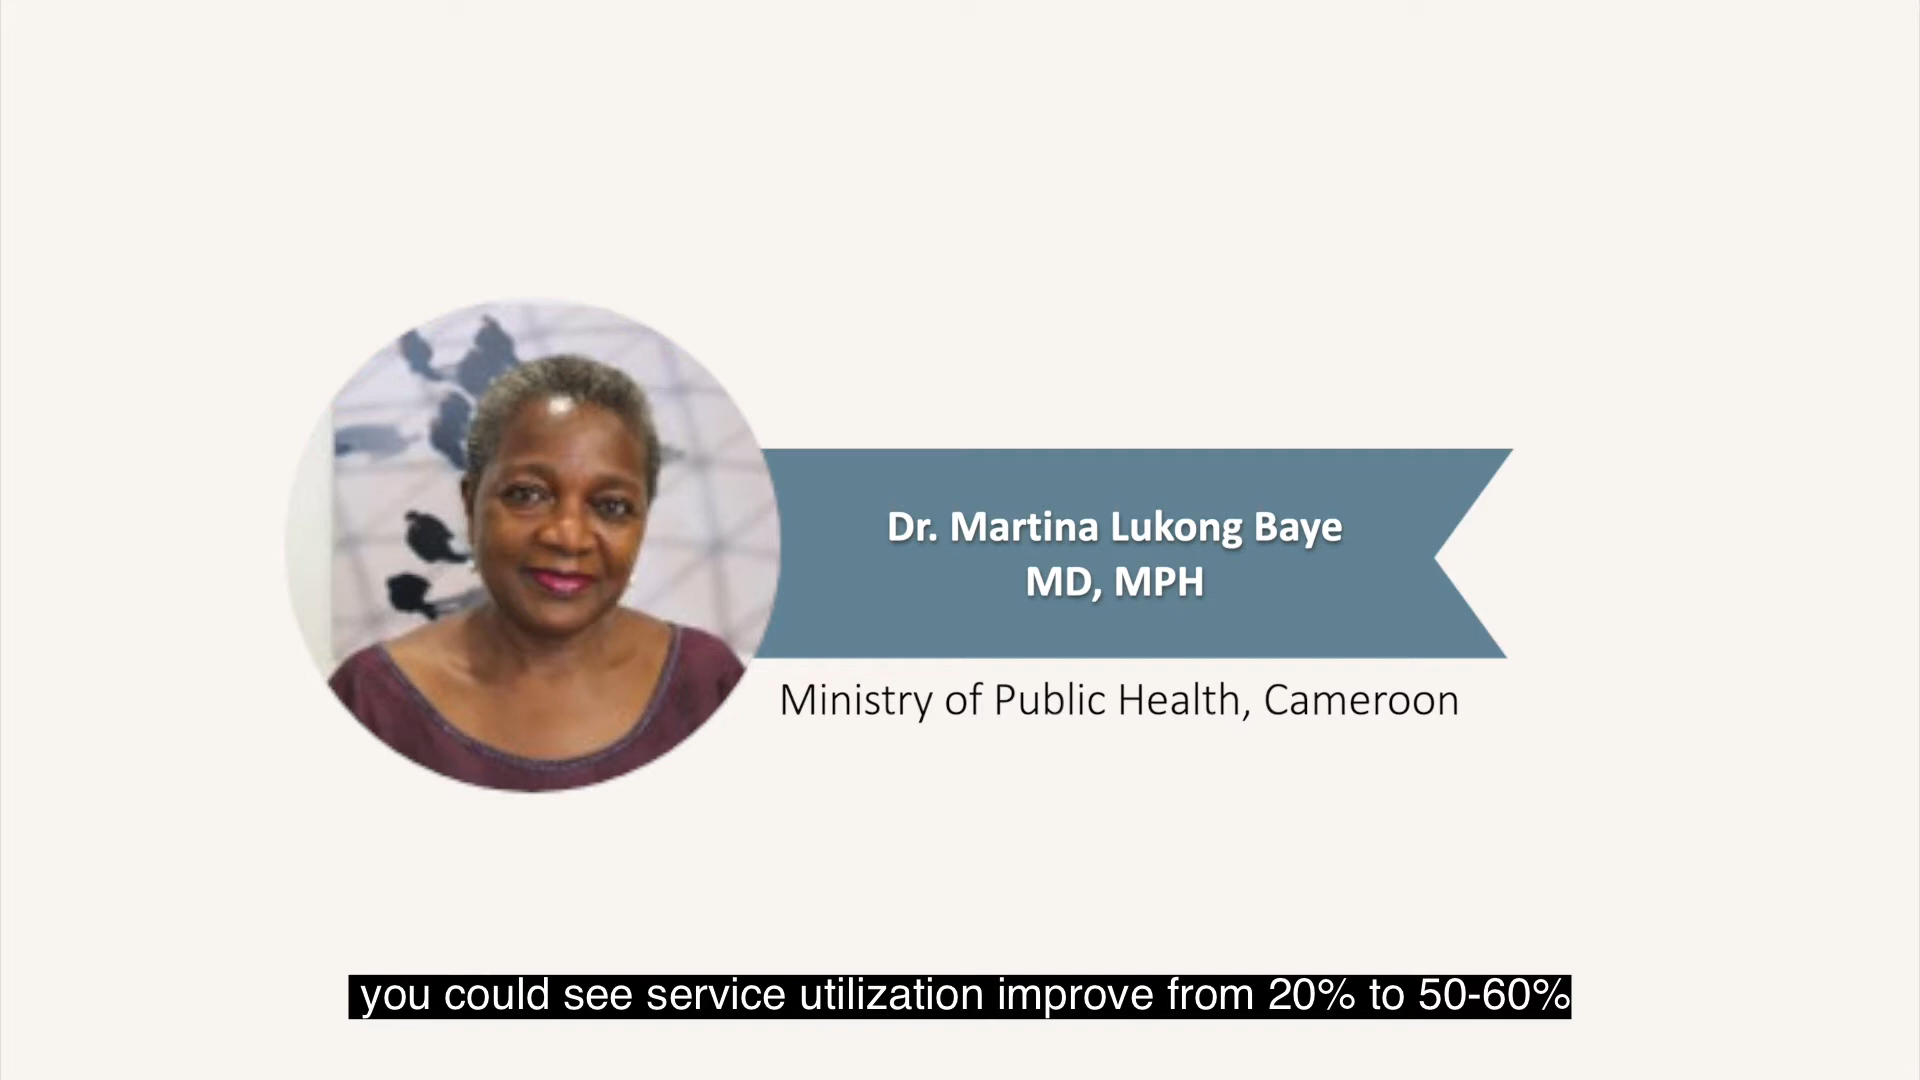 Dr. Martina Lukong Baye
MD, MPH
Ministry of Public Health, Cameroon
you could see service utilization improve from 20% to 50-60%